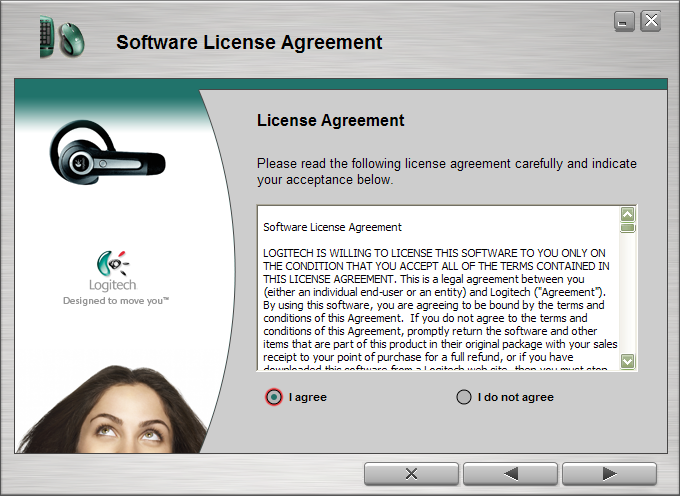 Software License Agreement
License Agreement
Please read the following license agreement carefully and indicate
your acceptance below.
Software License Agreement
LOGITECH IS WILLING TO LICENSE THIS SOFTWARE TO YOU ONLY ON
THE CONDITION THAT YOU ACCEPT ALL OF THE TERMS CONTAINED IN
THIS LICENSE AGREEMENT. This is a legal agreement between you
(either an individual end-user or an entity) and Logitech ("Agreement").
By using this software, you are agreeing to be bound by the terms and
conditions of this Agreement.  If you do not agree to the terms and
conditions of this Agreement, promptly return the software and other
items that are part of this product in their original package with your sales
receipt to your point of purchase for a full refund, or if you have
downloaded this software from a Logitech web site, then you must stop
I agree
I do not agree
Logitech
Designed to move you™